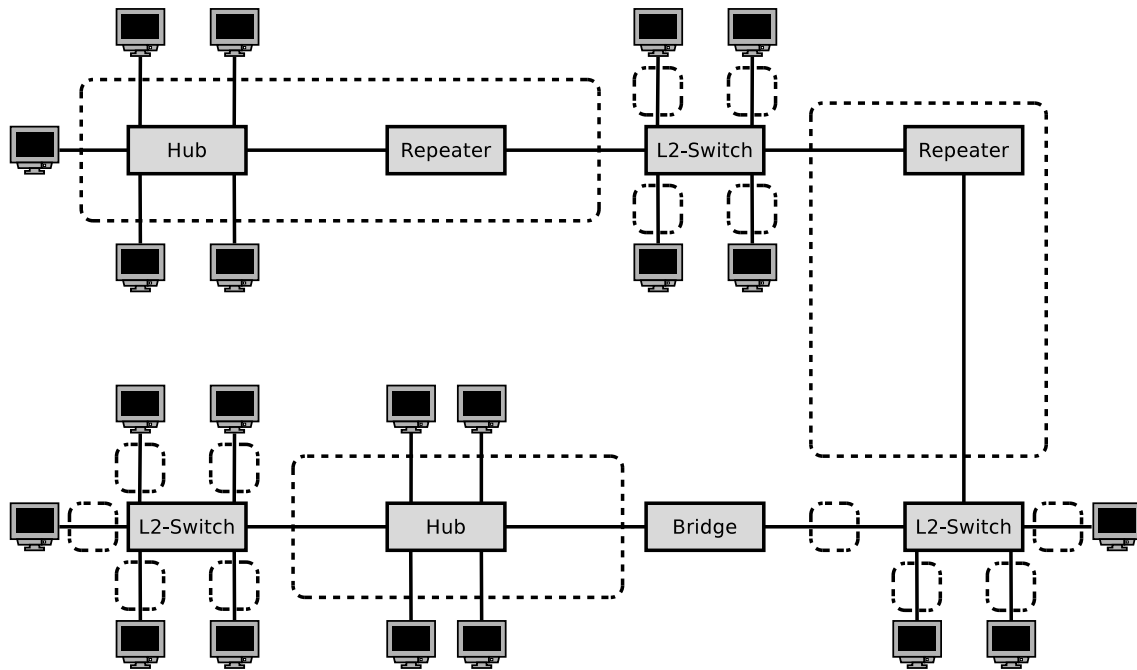 Hub
Repeater
L2-Switch
Repeater
L2-Switch
Hub
Bridge
L2-Switch